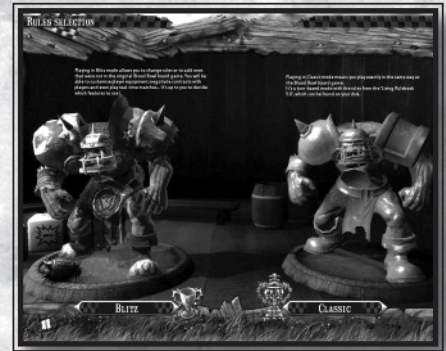 RULES SELECTION
Playing in Blitz mode allows you to change rules or to add ones
that were not in the original Blood Bowl board game. You will be
able to customise player equipment, negotiate contracts with
players and even play real-time matches... It's up to you to decide
which features to use!
Playing in Classic mode means you play exactly in the same way as
the Blood Bowl board game.
It's a turn-based mode with the rules from the 'Living Rulebook
5.0', which can be found on your disk.
BLITZ
CLASSIC